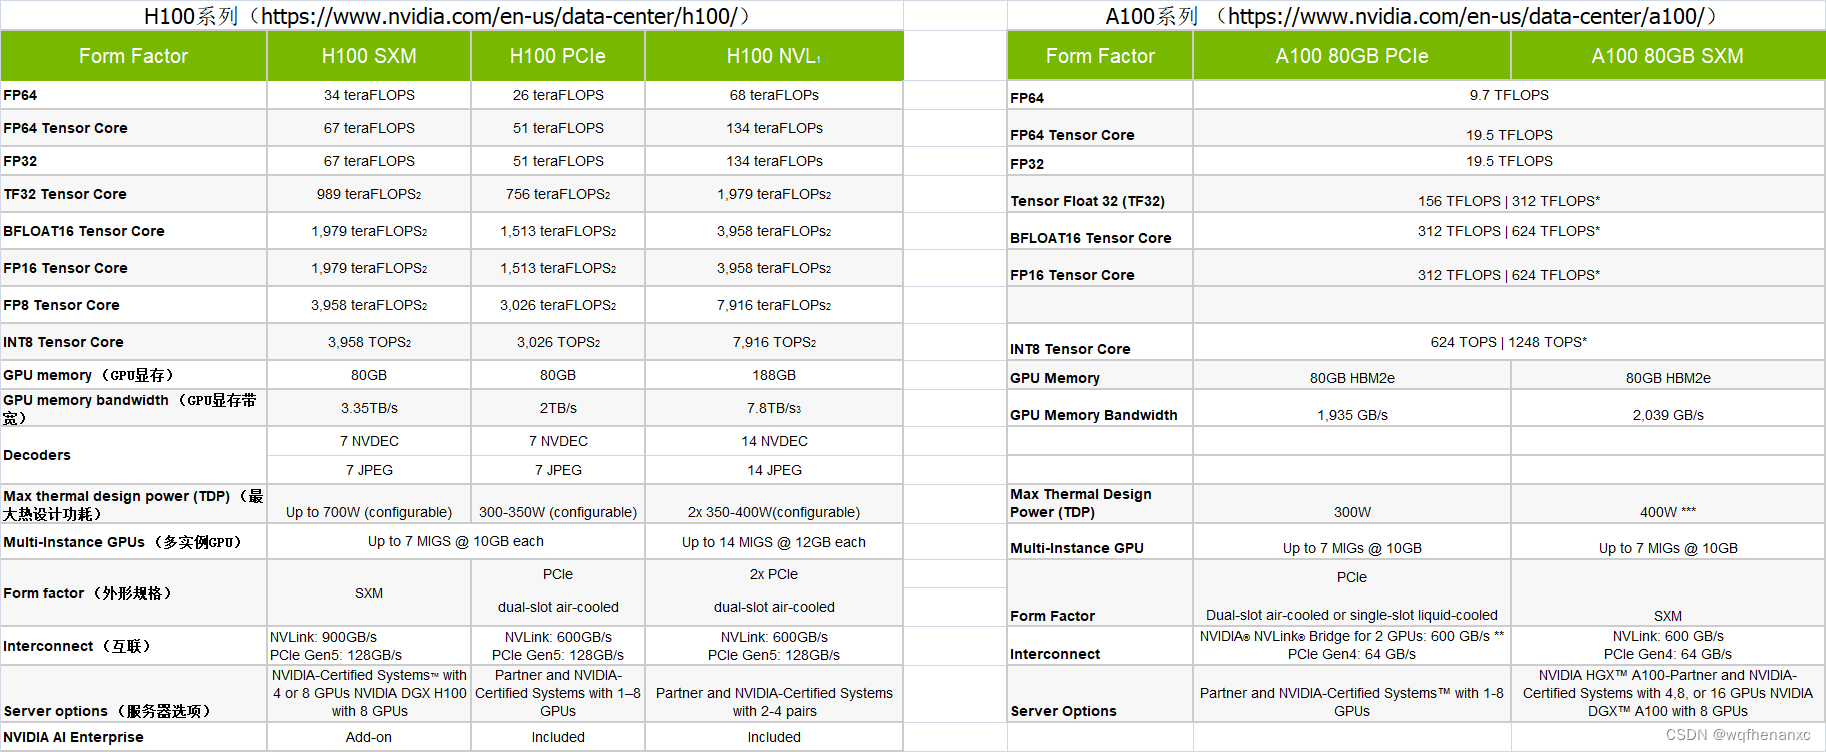 H100系列（https://www.nvidia.com/en-us/data-center/h100/） A100系列 （https://www.nvidia.com/en-us/data-center/a100/）
Form Factor H100 SXM H100 PCIe H100 NVL1 Form Factor A100 80GB PCIe A100 80GB SXM
FP64 34 teraFLOPS 26 teraFLOPS 68 teraFLOPs FP64 9.7 TFLOPS
FP64 Tensor Core 67 teraFLOPS 51 teraFLOPS 134 teraFLOPs FP64 Tensor Core 19.5 TFLOPS
FP32 67 teraFLOPS 51 teraFLOPS 134 teraFLOPs FP32 19.5 TFLOPS
TF32 Tensor Core 989 teraFLOPS2 756 teraFLOPS2 1,979 teraFLOPs2 Tensor Float 32 (TF32) 156 TFLOPS | 312 TFLOPS*
BFLOAT16 Tensor Core 1,979 teraFLOPS2 1,513 teraFLOPS2 3,958 teraFLOPs2 BFLOAT16 Tensor Core 312 TFLOPS | 624 TFLOPS*
FP16 Tensor Core 1,979 teraFLOPS2 1,513 teraFLOPS2 3,958 teraFLOPs2 FP16 Tensor Core 312 TFLOPS | 624 TFLOPS*
FP8 Tensor Core 3,958 teraFLOPS2 3,026 teraFLOPS2 7,916 teraFLOPs2
INT8 Tensor Core 3,958 TOPS2 3,026 TOPS2 7,916 TOPS2 INT8 Tensor Core 624 TOPS | 1248 TOPS*
GPU memory（GPU显存） 80GB 80GB 188GB GPU Memory 80GB HBM2e 80GB HBM2e
GPU memory bandwidth（GPU显存带
宽） 3.35TB/s 2TB/s 7.8TB/s3 GPU Memory Bandwidth 1,935 GB/s 2,039 GB/s
Decoders 7 NVDEC 7 NVDEC 14 NVDEC
7 JPEG 7 JPEG 14 JPEG
Max thermal design power (TDP)（最
大热设计功耗） Up to 700W (configurable) 300-350W (configurable) 2x 350-400W(configurable) Max Thermal Design
Power (TDP) 300W 400W ***
Multi-Instance GPUs（多实例GPU） Up to 7 MIGS @ 10GB each Up to 14 MIGS @ 12GB each Multi-Instance GPU Up to 7 MIGs @ 10GB Up to 7 MIGs @ 10GB
Form factor（外形规格） SXM PCIe 2x PCIe Form Factor PCIe SXM
dual-slot air-cooled dual-slot air-cooled Dual-slot air-cooled or single-slot liquid-cooled
Interconnect（互联） NVLink: 900GB/s NVLink: 600GB/s NVLink: 600GB/s Interconnect NVIDIA® NVLink® Bridge for 2 GPUs: 600 GB/s ** NVLink: 600 GB/s
PCIe Gen5: 128GB/s PCIe Gen5: 128GB/s PCIe Gen5: 128GB/s PCIe Gen4: 64 GB/s PCIe Gen4: 64 GB/s
Server options（服务器选项） NVIDIA-Certified Systems™ with
4 or 8 GPUs NVIDIA DGX H100
with 8 GPUs
Partner and NVIDIA-
Certified Systems with 1–8
GPUs
Partner and NVIDIA-Certified Systems
with 2-4 pairs
Server Options Partner and NVIDIA-Certified Systems™ with 1-8
GPUs
NVIDIA HGX™ A100-Partner and NVIDIA-
Certified Systems with 4,8, or 16 GPUs NVIDIA
DGX™ A100 with 8 GPUs
NVIDIA AI Enterprise Add-on Included Included
CSDN @wqfhenanxc